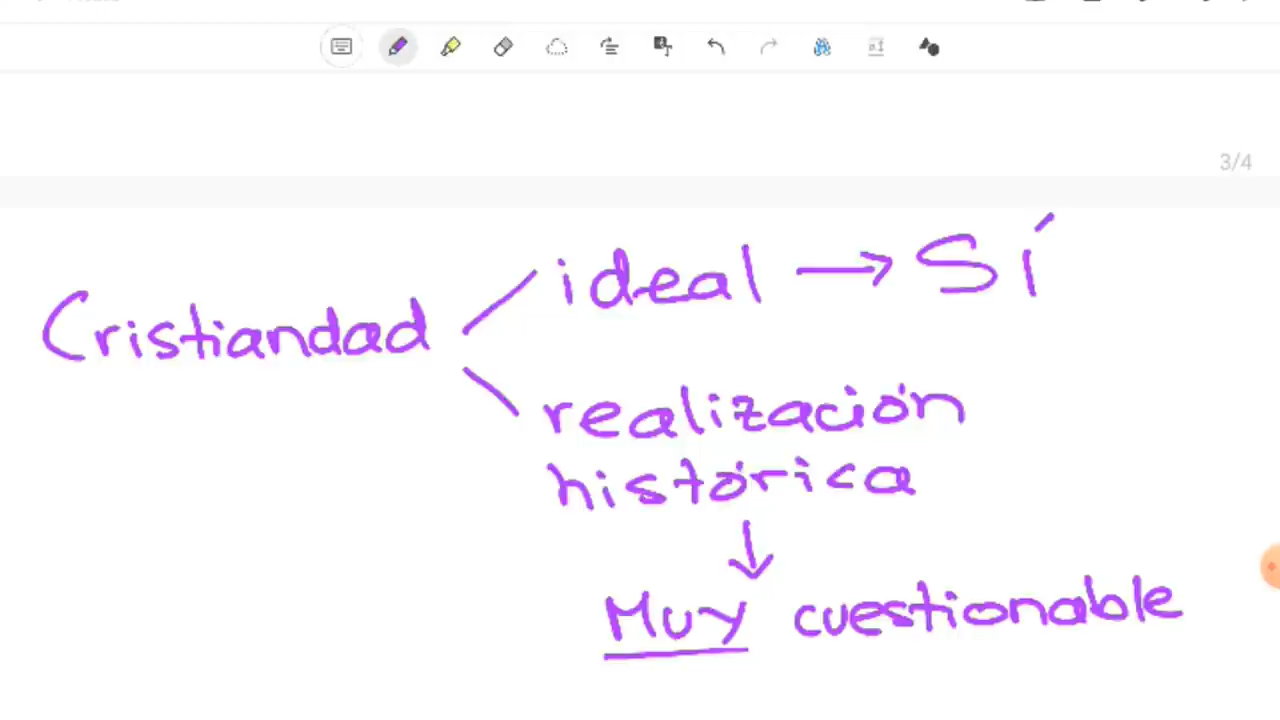 3/4
Cristiandad
ideal → SÍ
realización
histórica
↓
Muy cuestionable